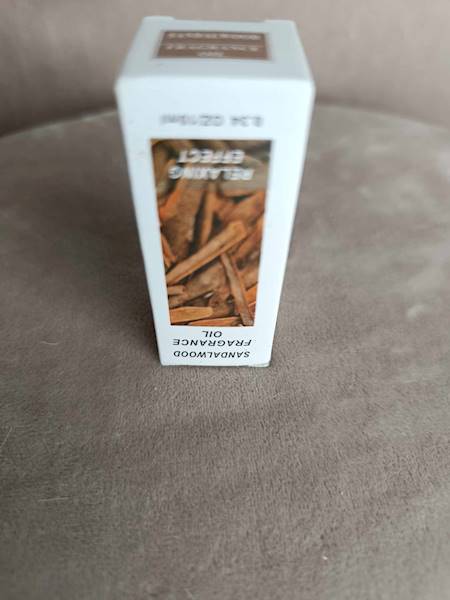 SANDALWOOD
FRAGRANCE
OIL
RELAXING
EFFECT
0.34 OZ/10ml